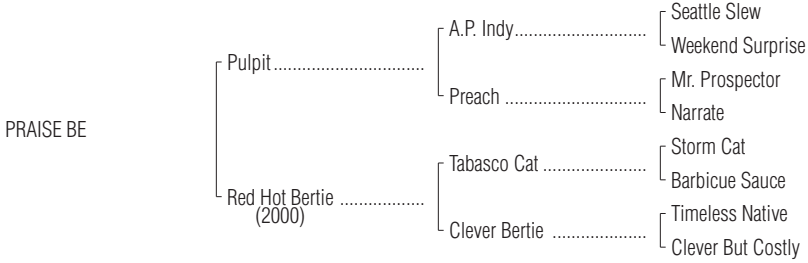 Seattle Slew
A.P. Indy..............................
Weekend Surprise
Pulpit..................................
Mr. Prospector
Preach ................................
Narrate
PRAISE BE
Storm Cat
Tabasco Cat .......................
Barbicue Sauce
Red Hot Bertie ...................
(2000)
Timeless Native
Clever Bertie .....................
Clever But Costly